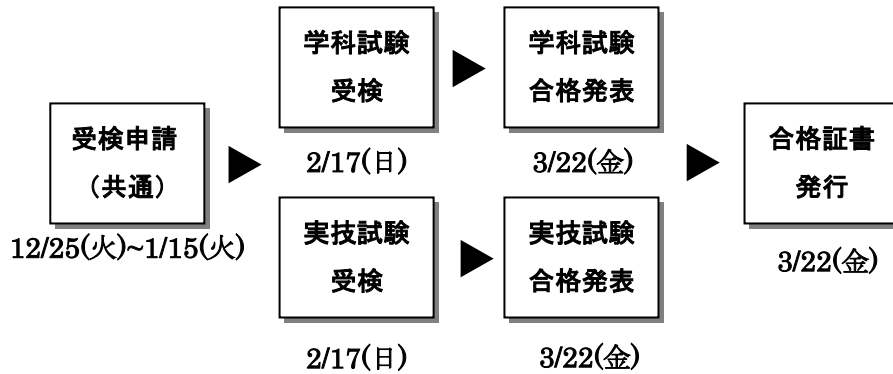 受検申請
（共通）
12/25(火)~1/15(火)
学科試験
受検
2/17(日)
学科試験
合格発表
3/22(金)
実技試験
受検
2/17(日)
実技試験
合格発表
3/22(金)
合格証書
発行
3/22(金)